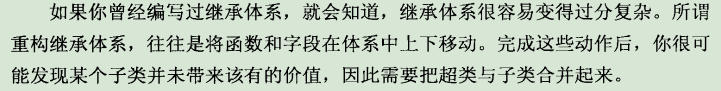 如果你曾经编写过继承体系，就会知道，继承体系很容易变得过分复杂。所谓
重构继承体系，往往是将函数和字段在体系中上下移动。完成这些动作后，你很可
能发现某个子类并未带来该有的价值，因此需要把超类与子类合并起来。